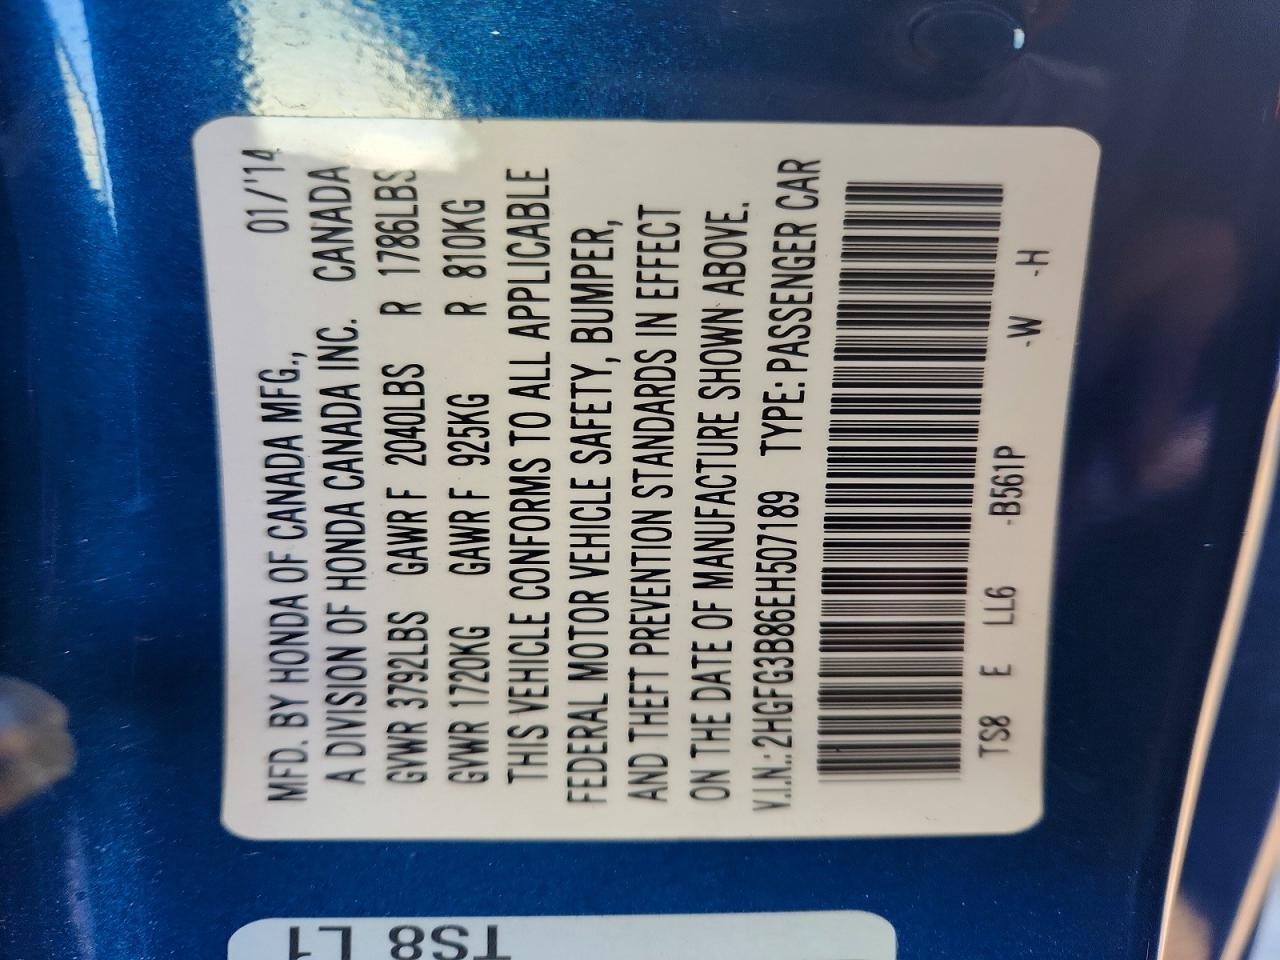 MFD. BY HONDA OF CANADA MFG., 01/'14
A DIVISION OF HONDA CANADA INC. CANADA
GVWR 3792LBS GAWR F 2040LBS R 1786LBS
GVWR 1720KG GAWR F 925KG R 810KG
THIS VEHICLE CONFORMS TO ALL APPLICABLE
FEDERAL MOTOR VEHICLE SAFETY, BUMPER,
AND THEFT PREVENTION STANDARDS IN EFFECT
ON THE DATE OF MANUFACTURE SHOWN ABOVE.
V.I.N.: 2HGFG3B86EH507189 TYPE: PASSENGER CAR
TS8 E LL6 -B561P -W -H
TS8 L1